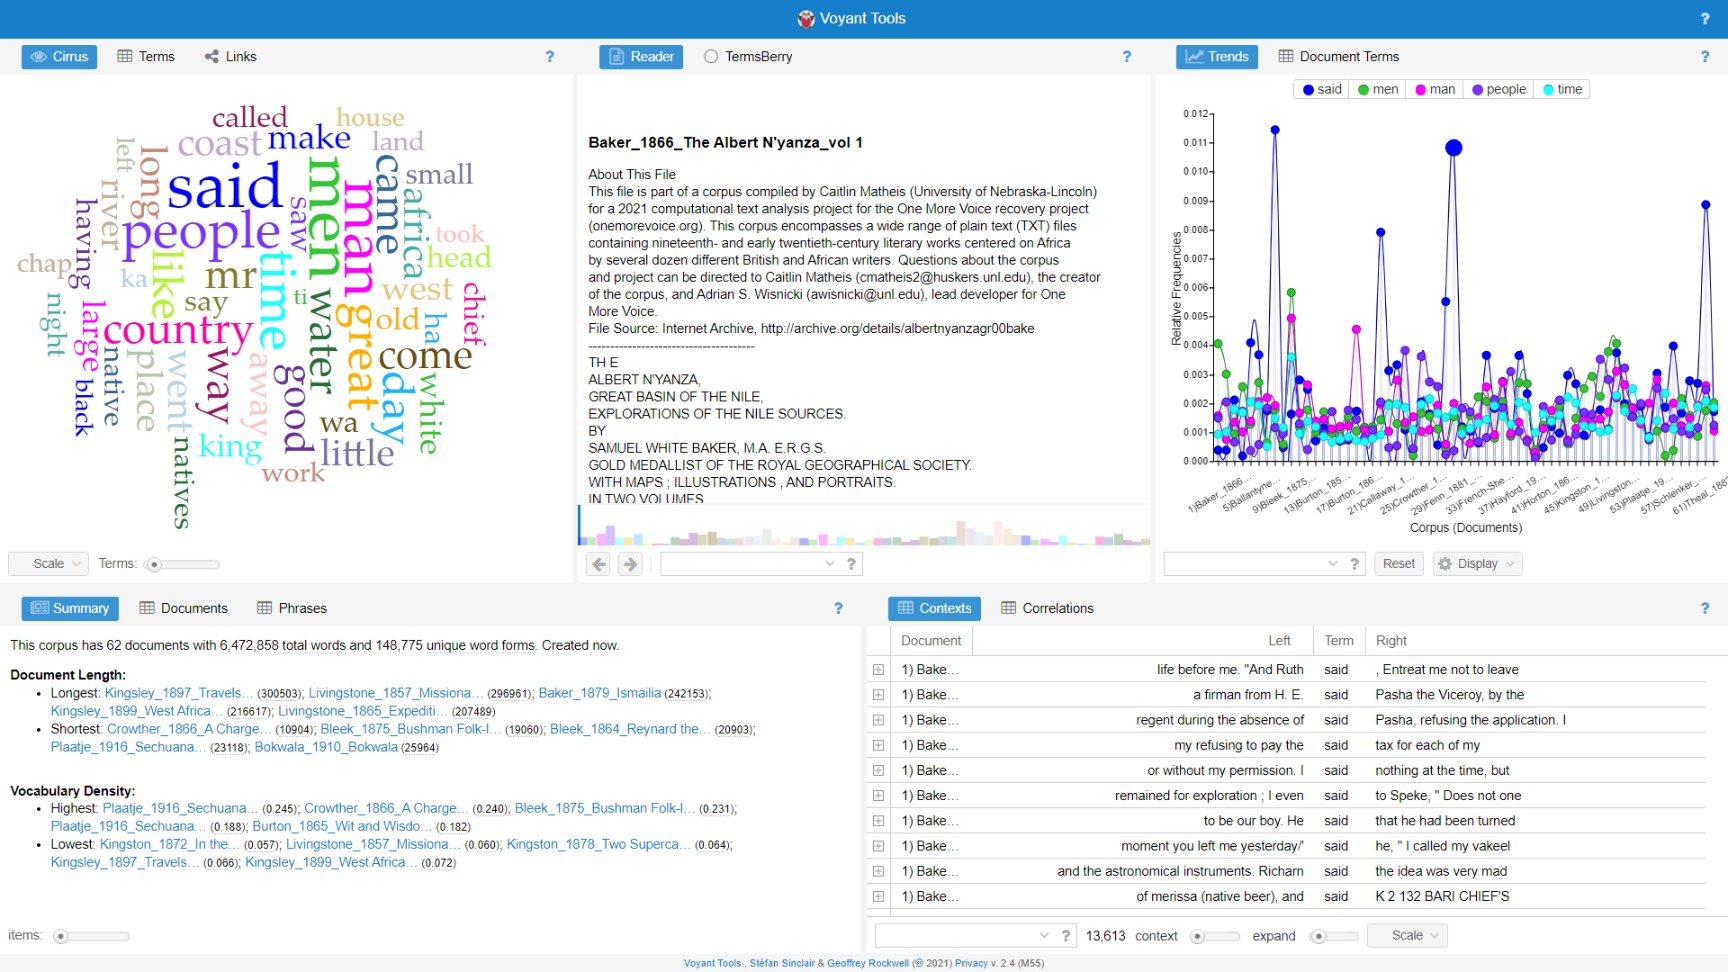 Voyant Tools
?
Cirrus Terms Links ?
called house
coast make land
left long said men man came small
river saw africa took
having people head
chap ka like mr time ti west
night large say water great old ha chief
country come
native place went way away good day white
black wa
natives king little
work
Scale Terms:
Reader TermsBerry ?
Baker_1866_The Albert N'yanza_vol 1
About This File
This file is part of a corpus compiled by Caitlin Matheis (University of Nebraska-Lincoln)
for a 2021 computational text analysis project for the One More Voice recovery project
(onemorevoice.org). This corpus encompasses a wide range of plain text (TXT) files
containing nineteenth- and early twentieth-century literary works centered on Africa
by several dozen different British and African writers. Questions about the corpus
and project can be directed to Caitlin Matheis (cmatheis2@huskers.unl.edu), the creator
of the corpus, and Adrian S. Wisnicki (awisnicki@unl.edu), lead developer for One
More Voice.
File Source: Internet Archive, http://archive.org/details/albertnyanzagr00bake
--------------------------------------
TH E
ALBERT N'YANZA,
GREAT BASIN OF THE NILE,
EXPLORATIONS OF THE NILE SOURCES.
BY
SAMUEL WHITE BAKER, M.A. E.R.G.S.
GOLD MEDALLIST OF THE ROYAL GEOGRAPHICAL SOCIETY.
WITH MAPS ; ILLUSTRATIONS , AND PORTRAITS.
IN TWO VOLUMES
?
Trends Document Terms ?
said men man people time
Relative Frequencies
0.012
0.011
0.010
0.009
0.008
0.007
0.006
0.005
0.004
0.003
0.002
0.001
0.000
1)Baker_1866... 5)Ballantyne... 9)Bleek_1875... 13)Burton_185... 17)Burton_186... 21)Callaway_1... 25)Crowther_1... 29)Fenn_1881_... 33)French-She... 37)Hayford_19... 41)Horton_186... 45)Kingston_1... 49)Livingston... 53)Plaatje_19... 57)Schlenker_... 61)Theal_188
Corpus (Documents)
? Reset Display
Summary Documents Phrases ?
This corpus has 62 documents with 6,472,858 total words and 148,775 unique word forms. Created now.
Document Length:
• Longest: Kingsley_1897_Travels... (300503); Livingstone_1857_Missiona... (296961); Baker_1879_Ismailia (242153);
Kingsley_1899_West Africa... (216617); Livingstone_1865_Expediti... (207489)
• Shortest: Crowther_1866_A Charge... (10904); Bleek_1875_Bushman Folk-l... (19060); Bleek_1864_Reynard the... (20903);
Plaatje_1916_Sechuana... (23118); Bokwala_1910_Bokwala (25964)
Vocabulary Density:
• Highest: Plaatje_1916_Sechuana... (0.245); Crowther_1866_A Charge... (0.240); Bleek_1875_Bushman Folk-l... (0.231);
Plaatje_1916_Sechuana... (0.188); Burton_1865_Wit and Wisdo... (0.182)
• Lowest: Kingston_1872_In the... (0.057); Livingstone_1857_Missiona... (0.060); Kingston_1878_Two Superca... (0.064);
Kingsley_1897_Travels... (0.066); Kingsley_1899_West Africa... (0.072)
items:
Contexts Correlations ?
Document Left Term Right
1) Bake... life before me. "And Ruth said , Entreat me not to leave
1) Bake... a firman from H. E. said Pasha the Viceroy, by the
1) Bake... regent during the absence of said Pasha, refusing the application. I
1) Bake... my refusing to pay the said tax for each of my
1) Bake... or without my permission. I said nothing at the time, but
1) Bake... remained for exploration ; I even said to Speke, " Does not one
1) Bake... to be our boy. He said that he had been turned
1) Bake... moment you left me yesterday/' said he, " I called my vakeel
1) Bake... and the astronomical instruments. Richarn said the idea was very mad
1) Bake... of merissa (native beer), and said K 2 132 BARI CHIEF'S
? 13,613 context expand Scale
Voyant Tools , Stéfan Sinclair & Geoffrey Rockwell (© 2021) Privacy v. 2.4 (M55)